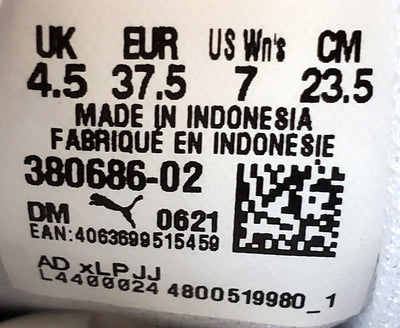 UK EUR US Wn's CM
4.5 37.5 7 23.5
MADE IN INDONESIA
FABRIQUÉ EN INDONESIE
380686-02
DM 0621
EAN:4063699515459
AD xLPJJ
L4400024 4800519980_1